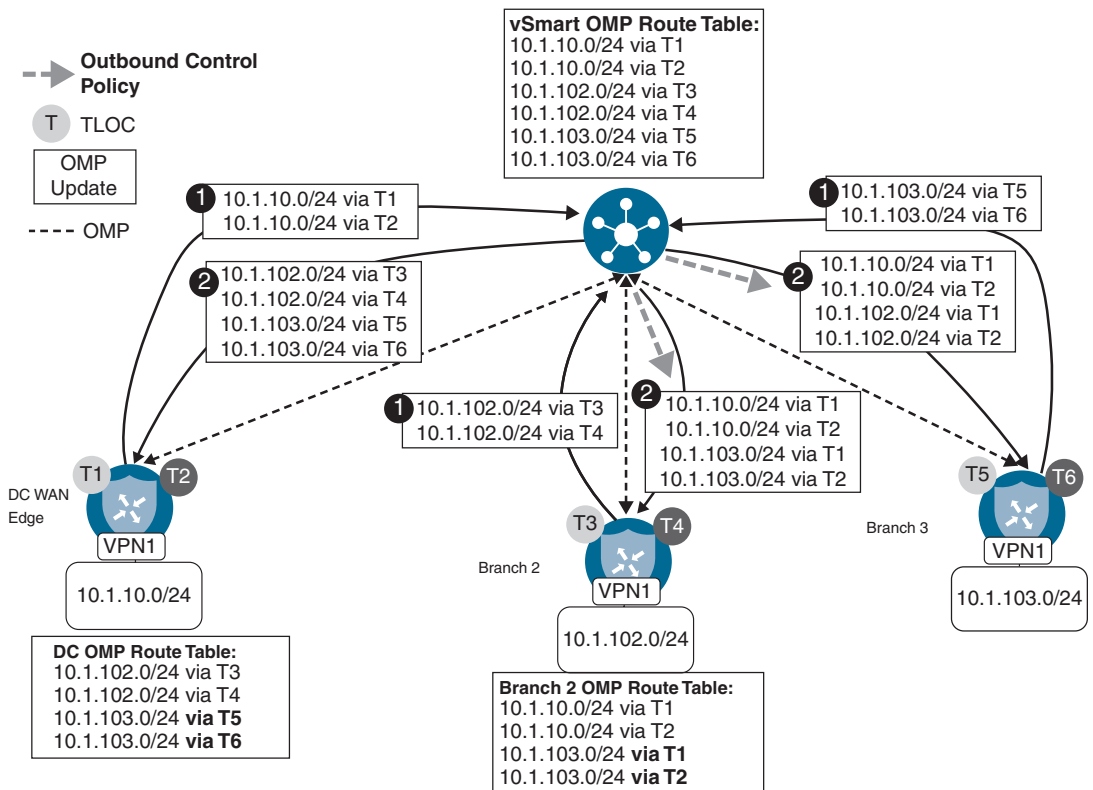 vSmart OMP Route Table:
10.1.10.0/24 via T1
10.1.10.0/24 via T2
10.1.102.0/24 via T3
10.1.102.0/24 via T4
10.1.103.0/24 via T5
10.1.103.0/24 via T6
Outbound Control
Policy
T TLOC
OMP
Update
OMP
1 10.1.10.0/24 via T1
10.1.10.0/24 via T2
1 10.1.103.0/24 via T5
10.1.103.0/24 via T6
2 10.1.102.0/24 via T3
10.1.102.0/24 via T4
10.1.103.0/24 via T5
10.1.103.0/24 via T6
2 10.1.10.0/24 via T1
10.1.10.0/24 via T2
10.1.102.0/24 via T1
10.1.102.0/24 via T2
1 10.1.102.0/24 via T3
10.1.102.0/24 via T4
2 10.1.10.0/24 via T1
10.1.10.0/24 via T2
10.1.103.0/24 via T1
10.1.103.0/24 via T2
T1 T2
DC WAN
Edge
VPN1
10.1.10.0/24
T3 T4
Branch 2
VPN1
10.1.102.0/24
T5 T6
Branch 3
VPN1
10.1.103.0/24
DC OMP Route Table:
10.1.102.0/24 via T3
10.1.102.0/24 via T4
10.1.103.0/24 via T5
10.1.103.0/24 via T6
Branch 2 OMP Route Table:
10.1.10.0/24 via T1
10.1.10.0/24 via T2
10.1.103.0/24 via T1
10.1.103.0/24 via T2